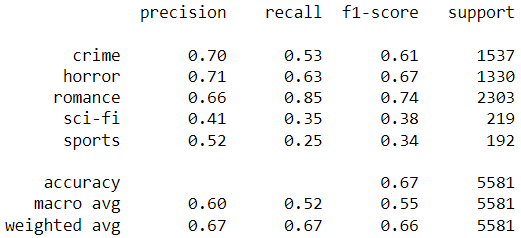 precision recall f1-score support
crime 0.70 0.53 0.61 1537
horror 0.71 0.63 0.67 1330
romance 0.66 0.85 0.74 2303
sci-fi 0.41 0.35 0.38 219
sports 0.52 0.25 0.34 192
accuracy 0.67 5581
macro avg 0.60 0.52 0.55 5581
weighted avg 0.67 0.67 0.66 5581